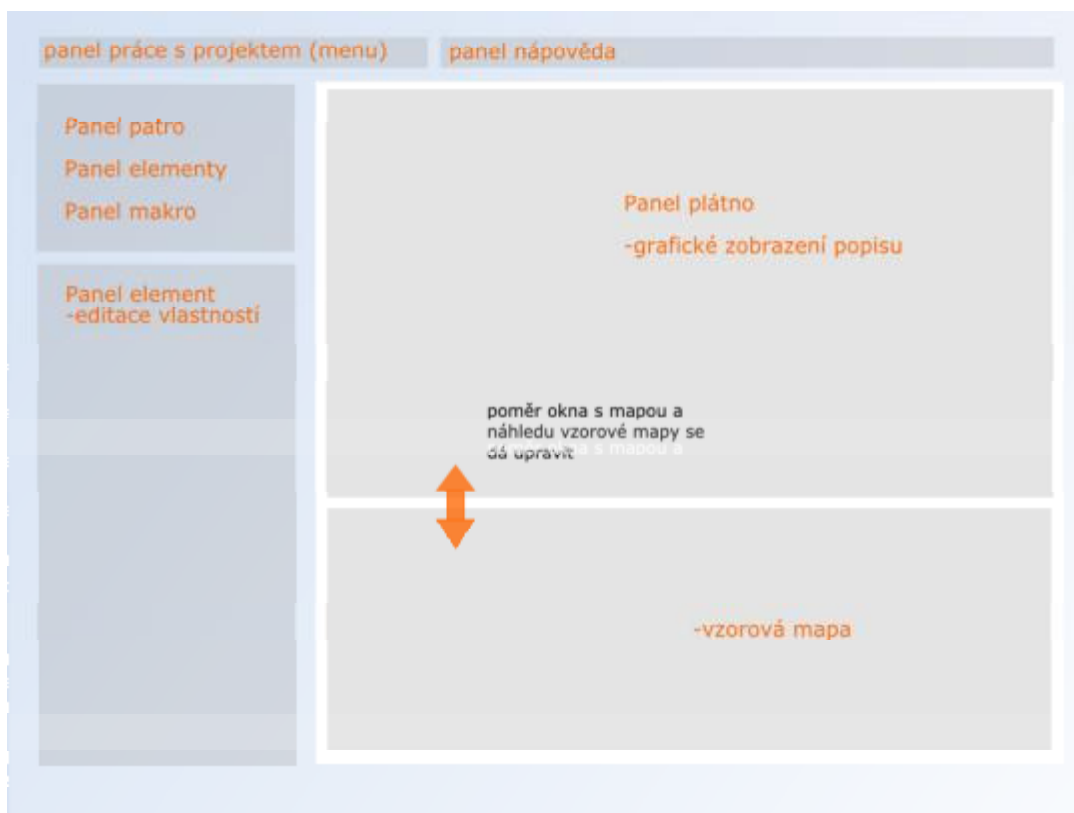 panel práce s projektem (menu)
panel nápověda
Panel patro
Panel elementy
Panel makro
Panel element
-editace vlastností
Panel plátno
-grafické zobrazení popisu
poměr okna s mapou a
náhledu vzorové mapy se
dá upravit
-vzorová mapa